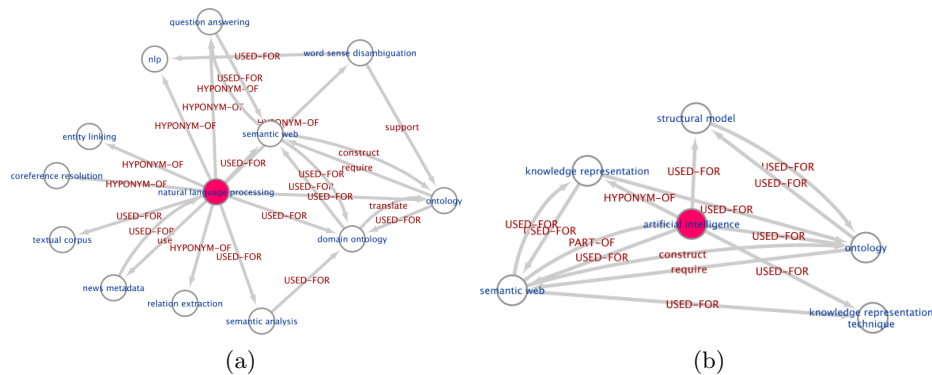 question answering
nlp
USED-FOR
word sense disambiguation
USED-FOR
HYPONYM-OF
HYPONYM-OF
HYPONYM-OF
HYPONYM-OF
semantic web
support
entity linking
HYPONYM-OF
USED-FOR
construct
require
coreference resolution
HYPONYM-OF
USED-FOR
USED-FOR
natural language processing
USED-FOR
ontology
textual corpus
USED-FOR
USED-FOR
translate
USED-FOR
USED-FOR
use
domain ontology
HYPONYM-OF
USED-FOR
USED-FOR
news metadata
relation extraction
semantic analysis
(a)
structural model
knowledge representation
USED-FOR
USED-FOR
USED-FOR
HYPONYM-OF
USED-FOR
USED-FOR
USED-FOR
artificial intelligence
PART-OF
USED-FOR
ontology
construct
require
USED-FOR
semantic web
USED-FOR
knowledge representation
technique
(b)